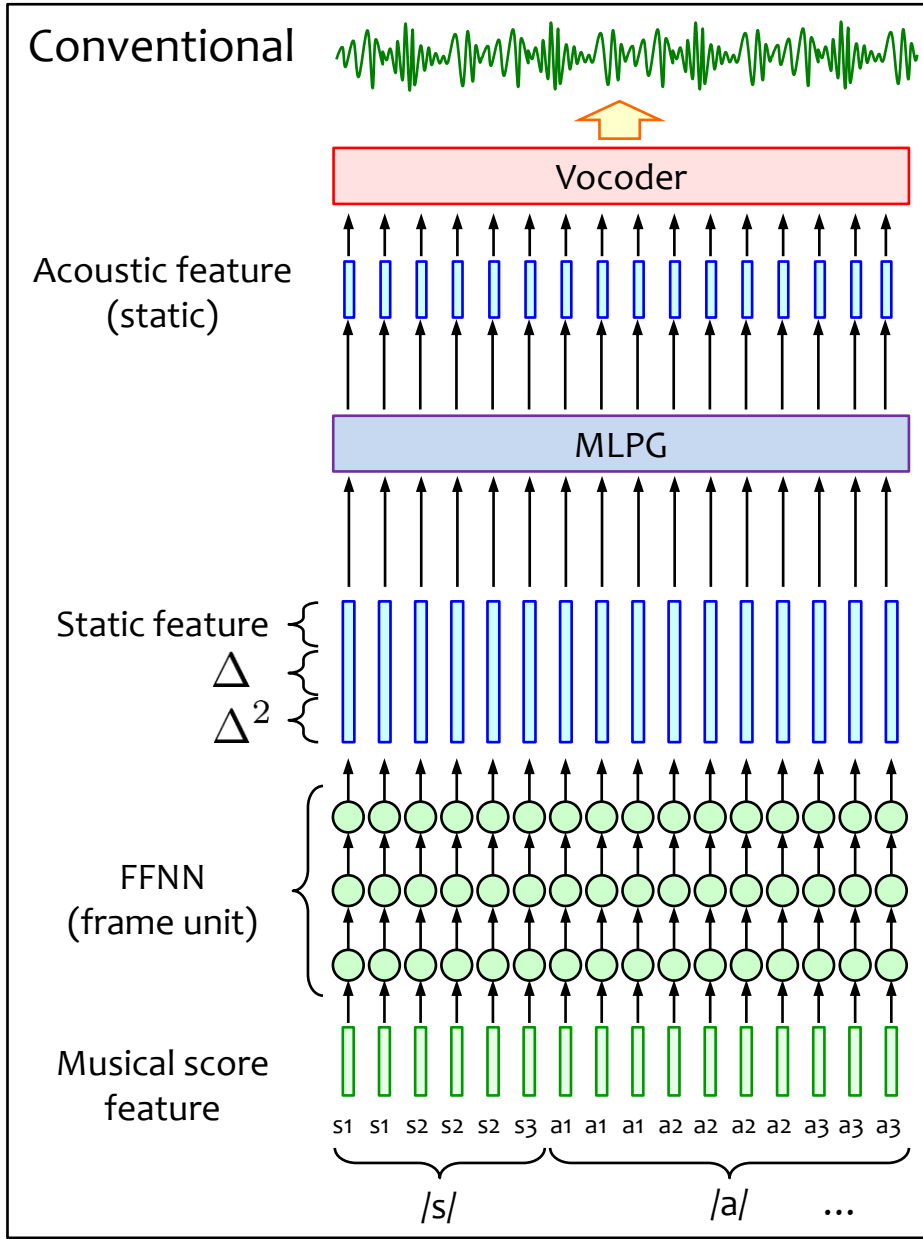 Conventional
Vocoder
Acoustic feature
(static)
MLPG
Static feature
Δ
Δ²
FFNN
(frame unit)
Musical score
feature
s1 s1 s2 s2 s2 s3 a1 a1 a1 a2 a2 a2 a2 a3 a3 a3
/s/ /a/ ...